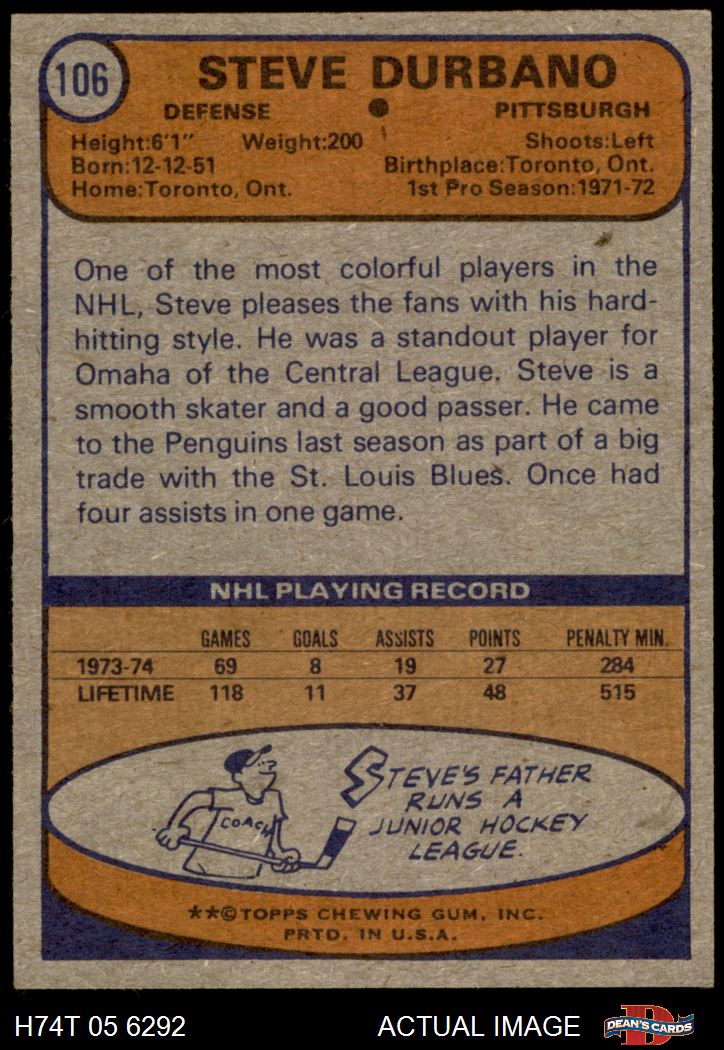 106
STEVE DURBANO
DEFENSE PITTSBURGH
Height:6'1" Weight:200 Shoots:Left
Born:12-12-51 Birthplace:Toronto, Ont.
Home:Toronto, Ont. 1st Pro Season:1971-72
One of the most colorful players in the
NHL, Steve pleases the fans with his hard-
hitting style. He was a standout player for
Omaha of the Central League. Steve is a
smooth skater and a good passer. He came
to the Penguins last season as part of a big
trade with the St. Louis Blues. Once had
four assists in one game.
NHL PLAYING RECORD
GAMES GOALS ASSISTS POINTS PENALTY MIN.
1973-74 69 8 19 27 284
LIFETIME 118 11 37 48 515
COACH
STEVE'S FATHER
RUNS A
JUNIOR HOCKEY
LEAGUE.
**©TOPPS CHEWING GUM, INC.
PRTD. IN U.S.A.
H74T 05 6292 ACTUAL IMAGE DEAN'S CARDS